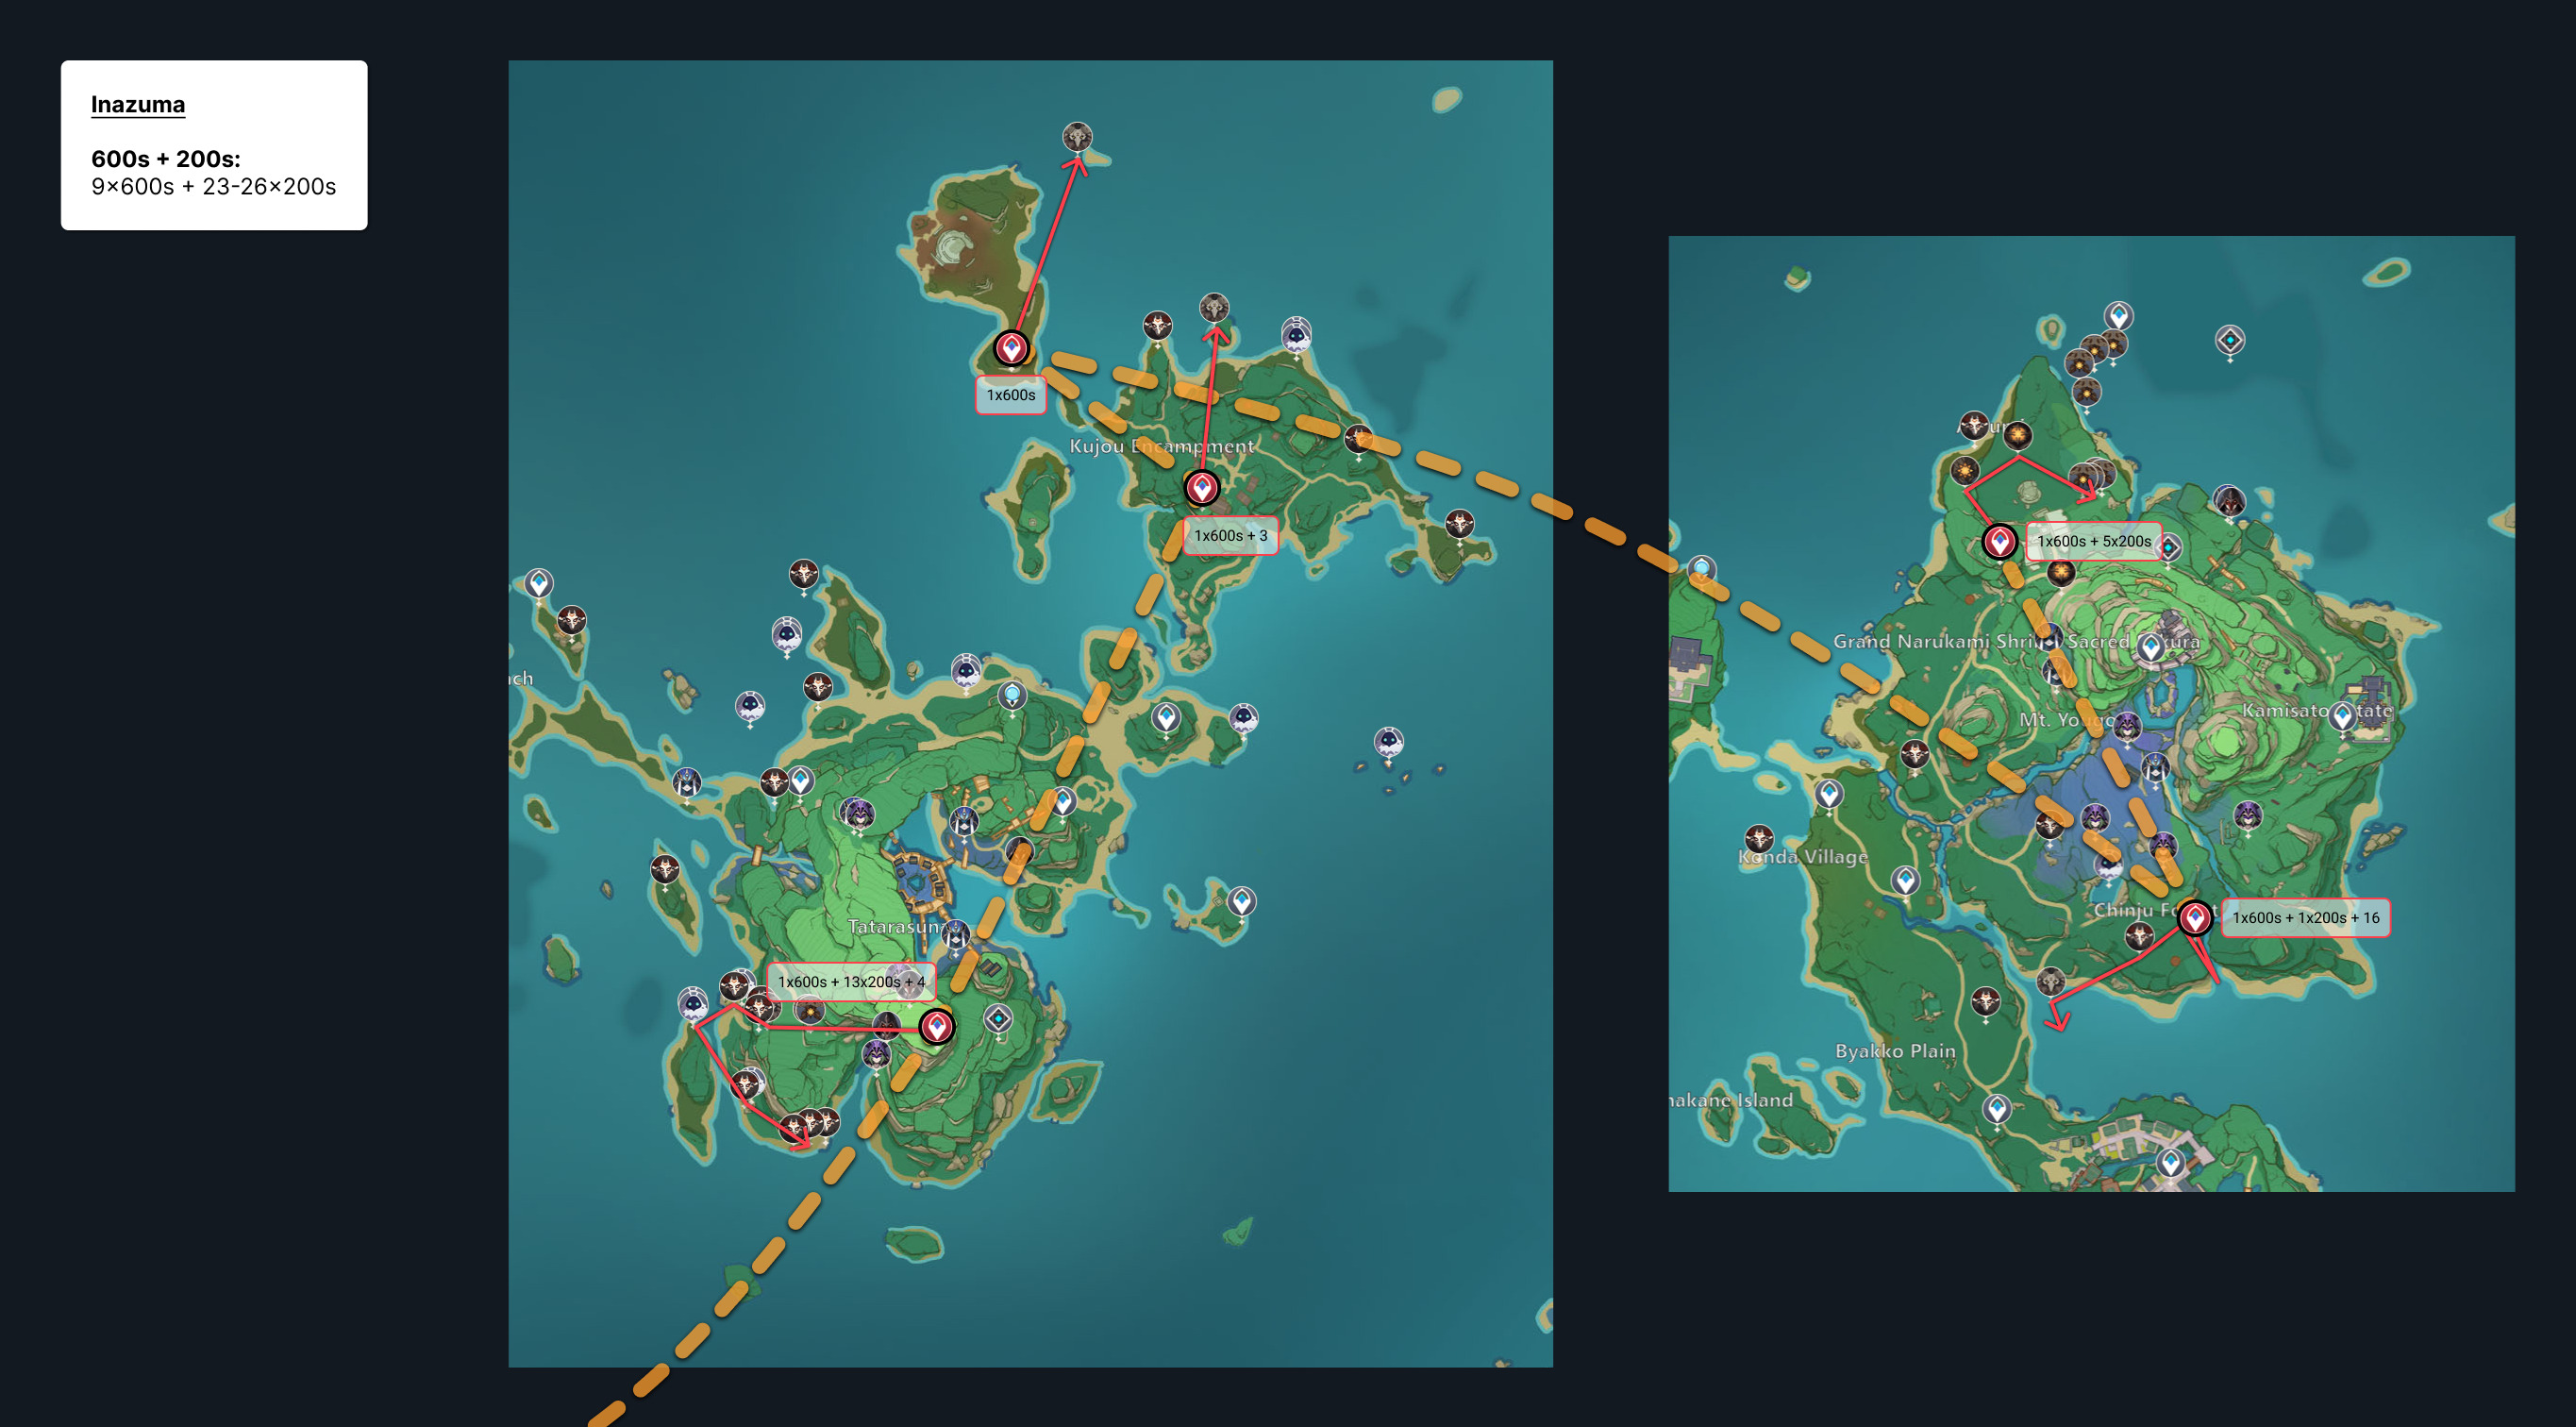 Inazuma
600s + 200s:
9×600s + 23-26×200s
1x600s
Kujou Encampment
1x600s + 3
Tatarasuna
1x600s + 13x200s + 4
1x600s + 5x200s
Grand Narukami Shrine Sacred Sakura
Mt. Yougou
Kamisato Estate
Konda Village
Chinju Forest
1x600s + 1x200s + 16
Byakko Plain
nakane Island